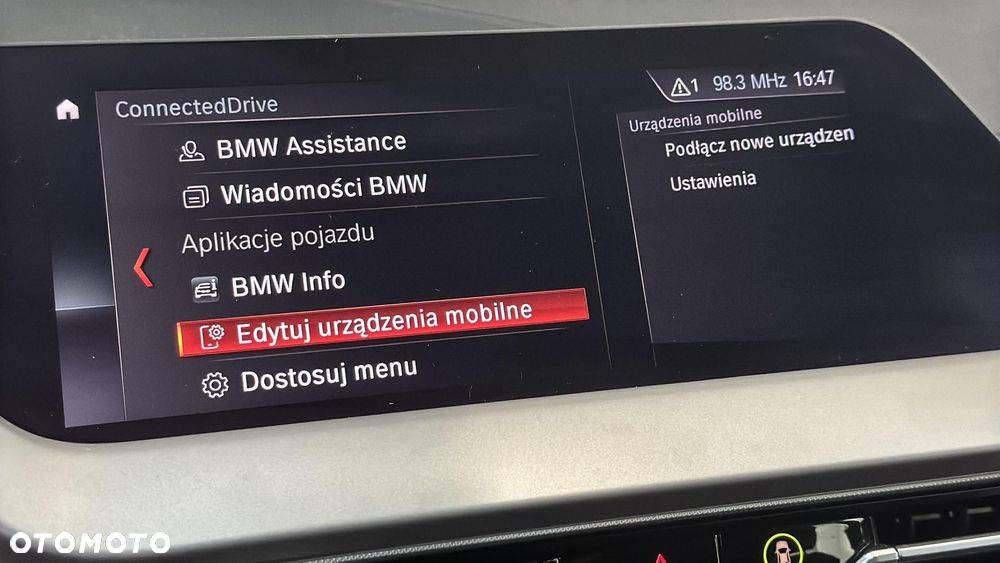 ConnectedDrive
BMW Assistance
Wiadomości BMW
Aplikacje pojazdu
BMW Info
Edytuj urządzenia mobilne
Dostosuj menu
1 98.3 MHz 16:47
Urządzenia mobilne
Podłącz nowe urządzen
Ustawienia
OTOMOTO